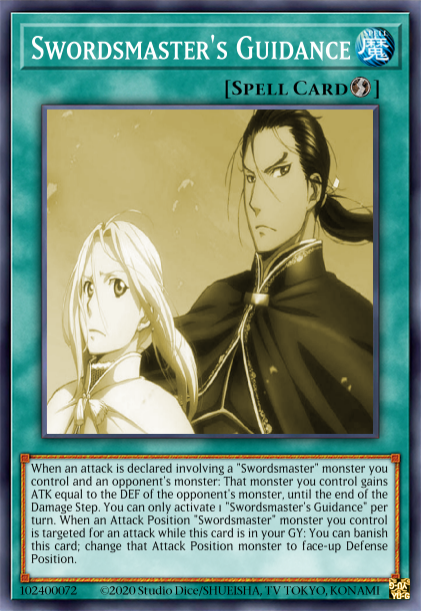 Swordsmaster's Guidance
SPELL
魔
[Spell Card]
When an attack is declared involving a "Swordsmaster" monster you
control and an opponent's monster: That monster you control gains
ATK equal to the DEF of the opponent's monster, until the end of the
Damage Step. You can only activate 1 "Swordsmaster's Guidance" per
turn. When an Attack Position "Swordsmaster" monster you control
is targeted for an attack while this card is in your GY: You can banish
this card; change that Attack Position monster to face-up Defense
Position.
102400072 ©2020 Studio Dice/SHUEISHA, TV TOKYO, KONAMI